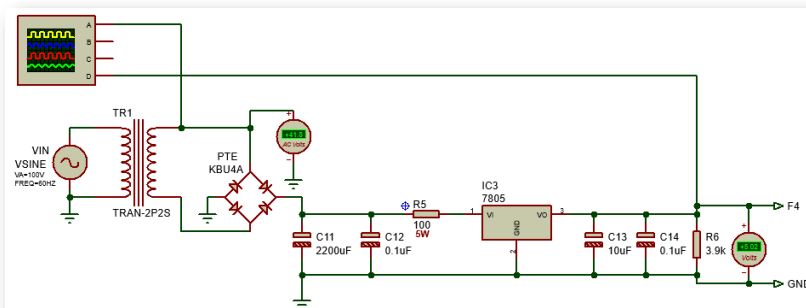 A
B
C
D
TR1
VIN
VSINE
VA=100V
FREQ=60HZ
TRAN-2P2S
PTE
KBU4A
+
+41.8
AC Volts
-
C11
2200uF
C12
0.1uF
R5
100
5W
IC3
7805
1
VI
VO
3
GND
2
C13
10uF
C14
0.1uF
R6
3.9k
+
+5.02
Volts
-
F4
GND